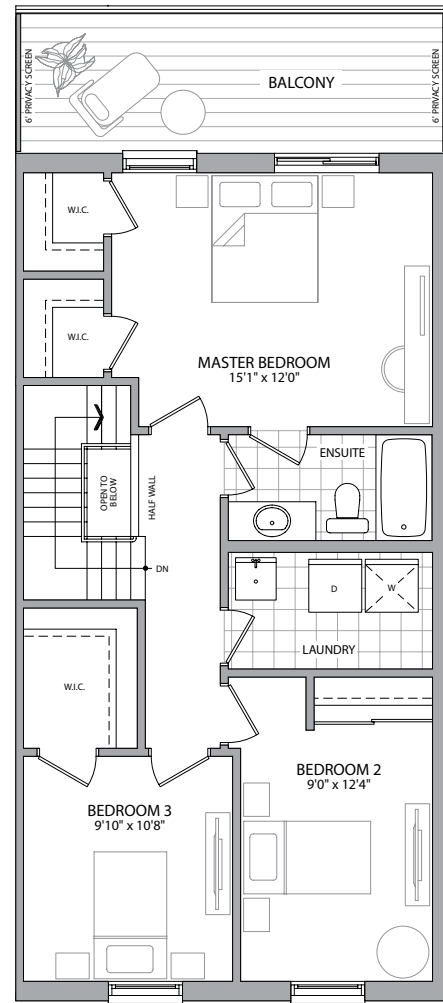 6' PRIVACY SCREEN
BALCONY
6' PRIVACY SCREEN
W.I.C.
W.I.C.
MASTER BEDROOM
15'1" x 12'0"
ENSUITE
OPEN TO
BELOW
HALF WALL
DN
D
W
LAUNDRY
W.I.C.
BEDROOM 2
9'0" x 12'4"
BEDROOM 3
9'10" x 10'8"